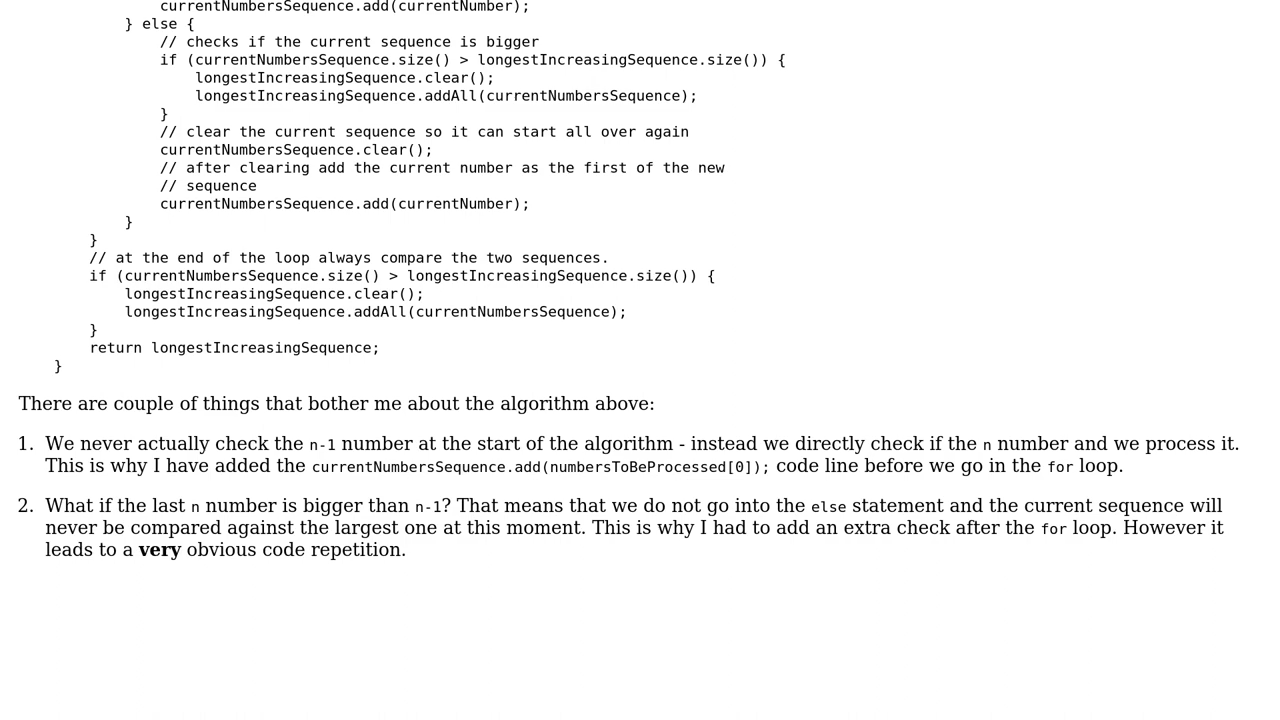 currentNumbersSequence.add(currentNumber);
} else {
// checks if the current sequence is bigger
if (currentNumbersSequence.size() > longestIncreasingSequence.size()) {
longestIncreasingSequence.clear();
longestIncreasingSequence.addAll(currentNumbersSequence);
}
// clear the current sequence so it can start all over again
currentNumbersSequence.clear();
// after clearing add the current number as the first of the new
// sequence
currentNumbersSequence.add(currentNumber);
}
}
// at the end of the loop always compare the two sequences.
if (currentNumbersSequence.size() > longestIncreasingSequence.size()) {
longestIncreasingSequence.clear();
longestIncreasingSequence.addAll(currentNumbersSequence);
}
return longestIncreasingSequence;
}
There are couple of things that bother me about the algorithm above:
1. We never actually check the n-1 number at the start of the algorithm - instead we directly check if the n number and we process it.
This is why I have added the currentNumbersSequence.add(numbersToBeProcessed[0]); code line before we go in the for loop.
2. What if the last n number is bigger than n-1? That means that we do not go into the else statement and the current sequence will
never be compared against the largest one at this moment. This is why I had to add an extra check after the for loop. However it
leads to a very obvious code repetition.